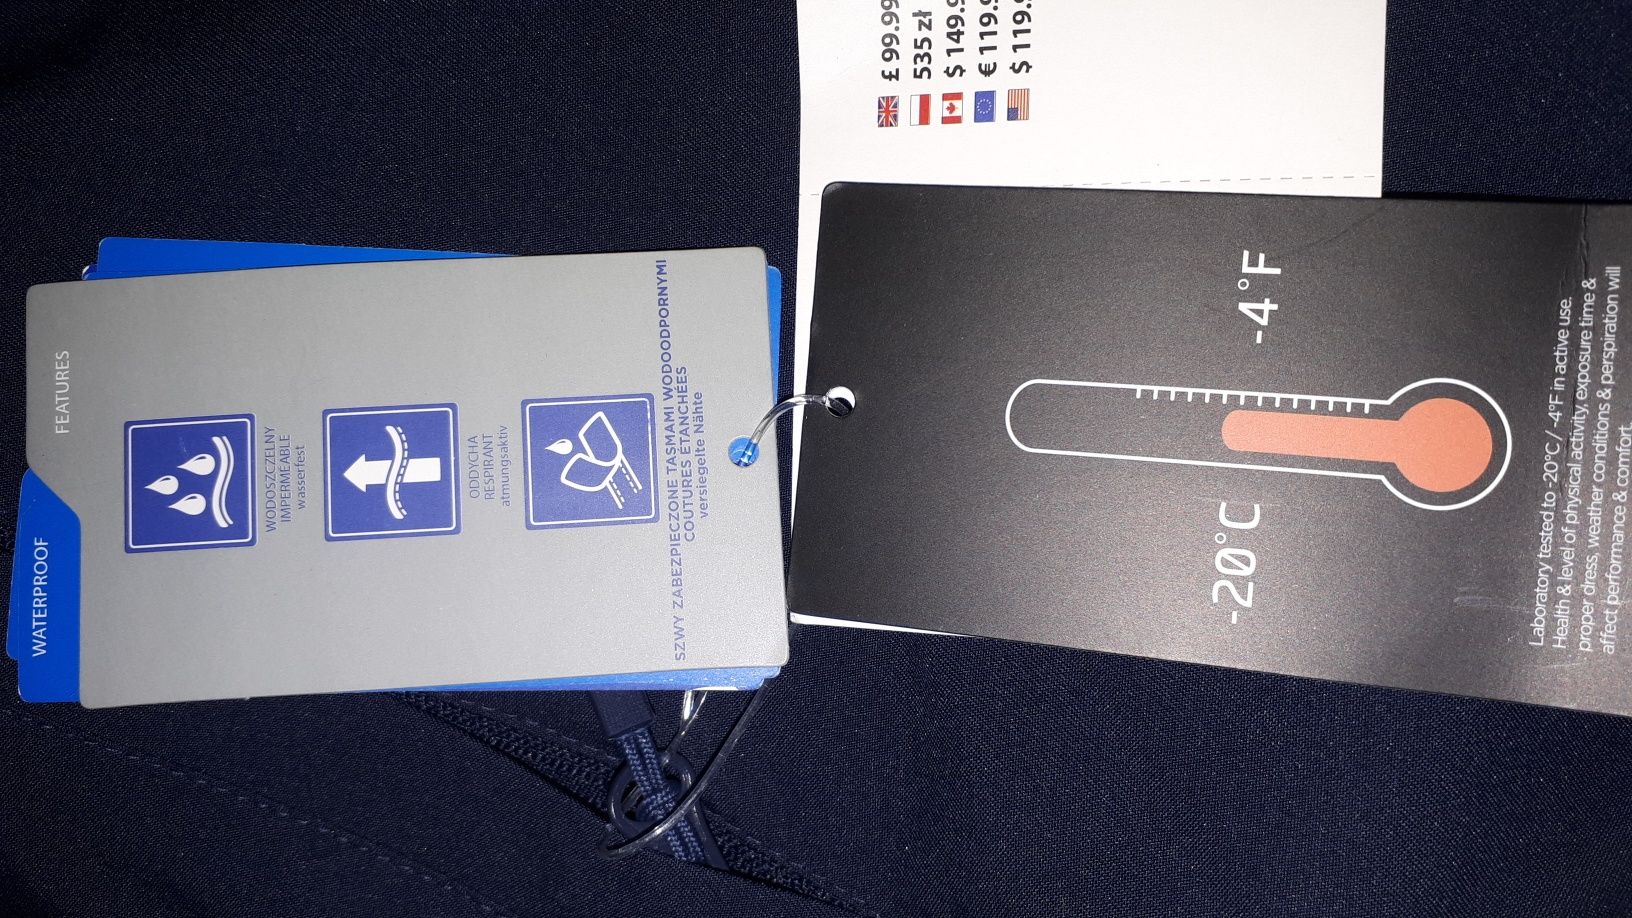 FEATURES
WODOSZCZELNY
IMPERMEABLE
wasserfest
ODDYCHA
RESPIRANT
atmungsaktiv
SZWY ZABEZPIECZONE TASMAMI WODOODPORNYMI
COUTURES ÉTANCHÉES
versiegelte Nähte
WATERPROOF
£ 99.99
535 zł
$ 149.9
€ 119.9
$ 119.9
-20°C
-4°F
Laboratory tested to -20°C / -4°F in active use.
Health & level of physical activity, exposure time &
proper dress, weather conditions & perspiration will
affect performance & comfort.